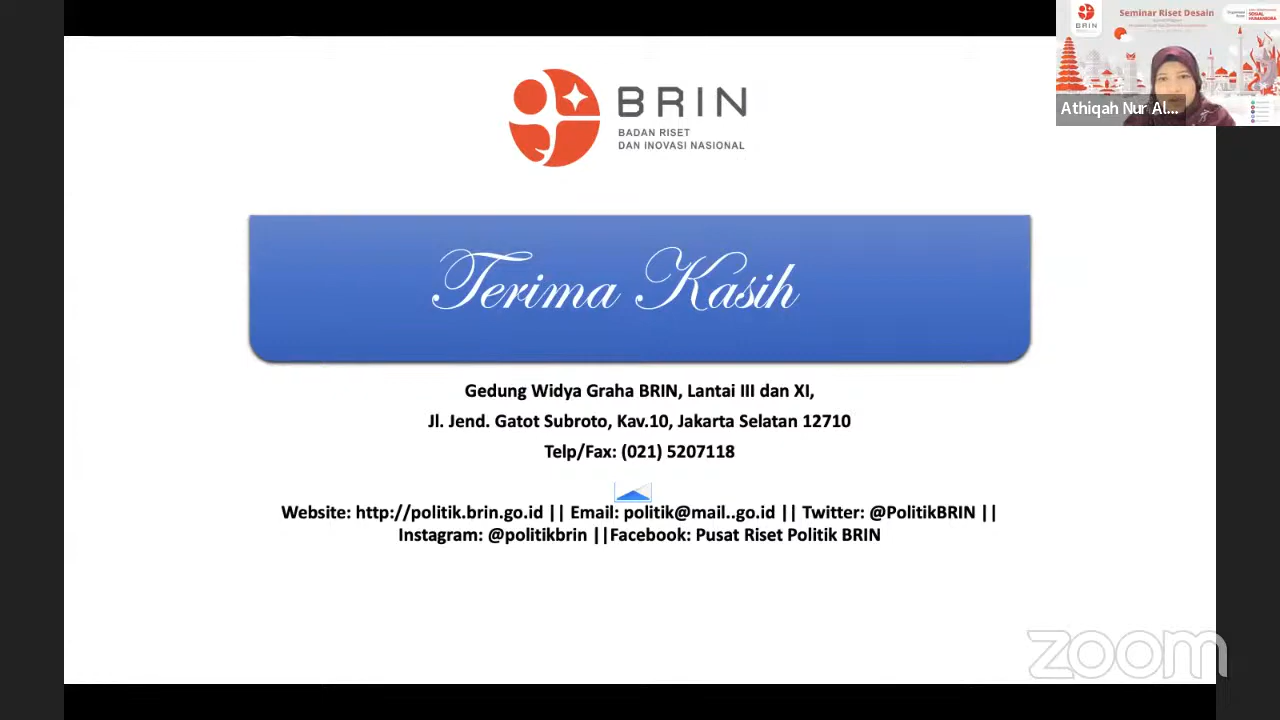 BRIN
BADAN RISET
DAN INOVASI NASIONAL
Terima Kasih
Gedung Widya Graha BRIN, Lantai III dan XI,
Jl. Jend. Gatot Subroto, Kav.10, Jakarta Selatan 12710
Telp/Fax: (021) 5207118
Website: http://politik.brin.go.id || Email: politik@mail..go.id || Twitter: @PolitikBRIN ||
Instagram: @politikbrin ||Facebook: Pusat Riset Politik BRIN
BRIN
Seminar Riset Desain
Athiqah Nur Al...
zoom